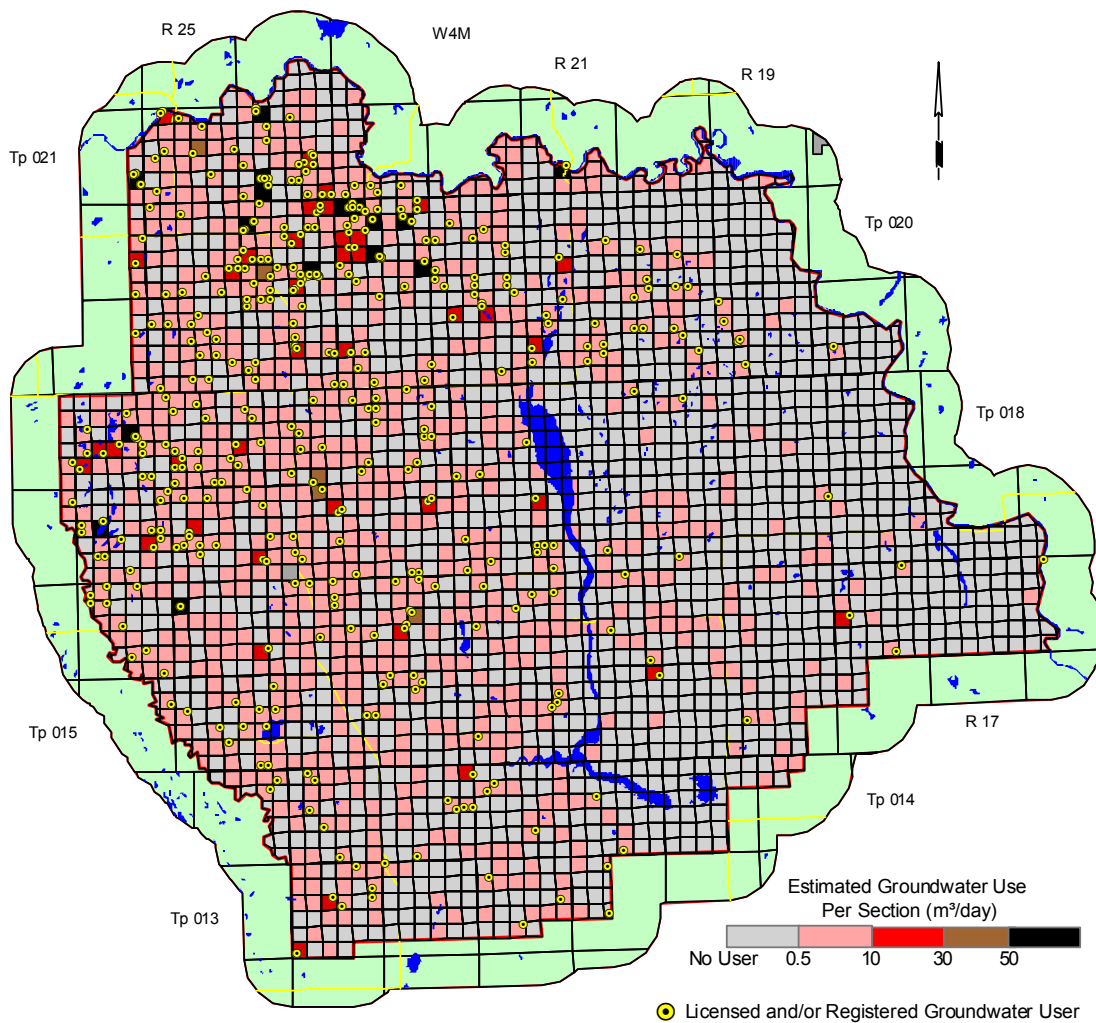 R 25
W4M
R 21
R 19
Tp 021
Tp 020
Tp 018
Tp 015
R 17
Tp 014
Tp 013
Estimated Groundwater Use
Per Section (m³/day)
No User 0.5 10 30 50
Licensed and/or Registered Groundwater User